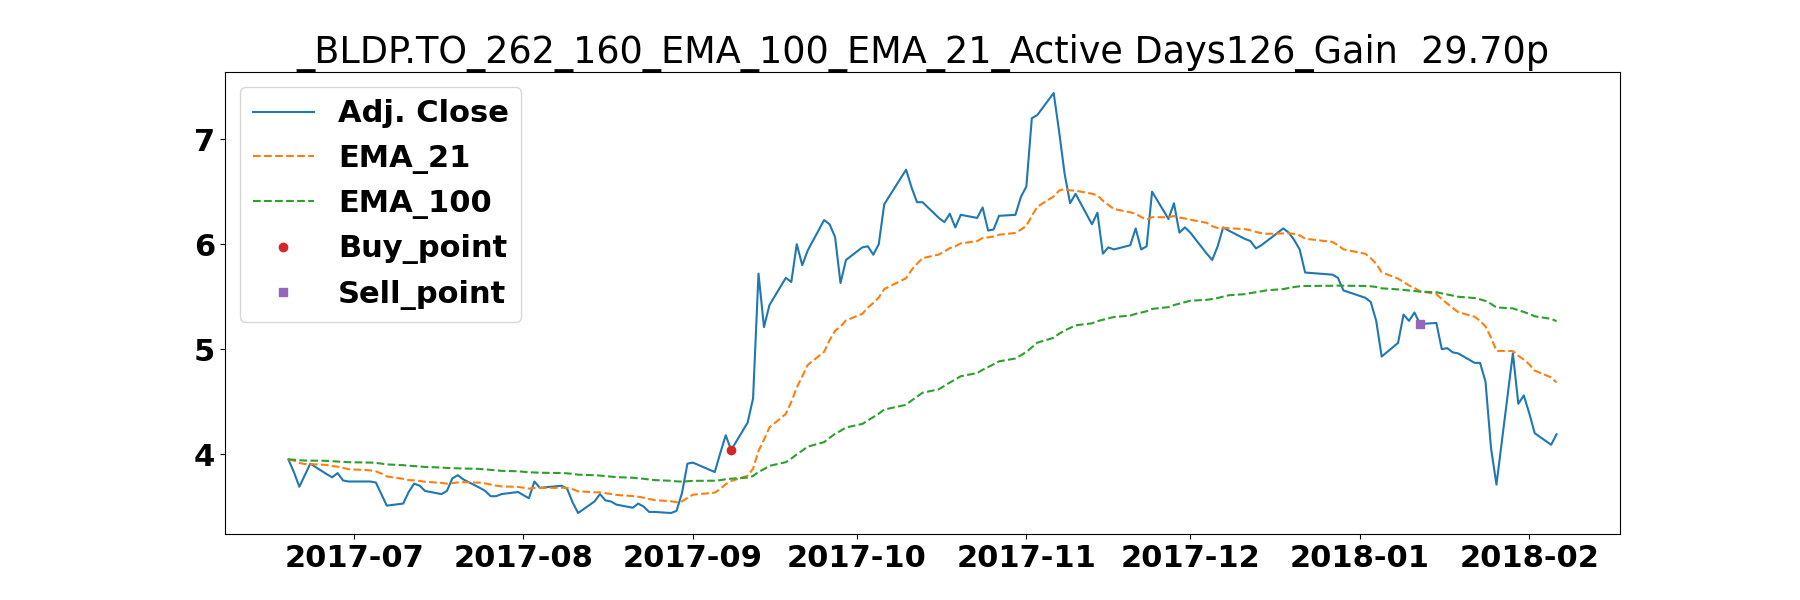 _BLDP.TO_262_160_EMA_100_EMA_21_Active Days126_Gain  29.70p
Adj. Close
EMA_21
EMA_100
Buy_point
Sell_point
7
6
5
4
2017-07 2017-08 2017-09 2017-10 2017-11 2017-12 2018-01 2018-02